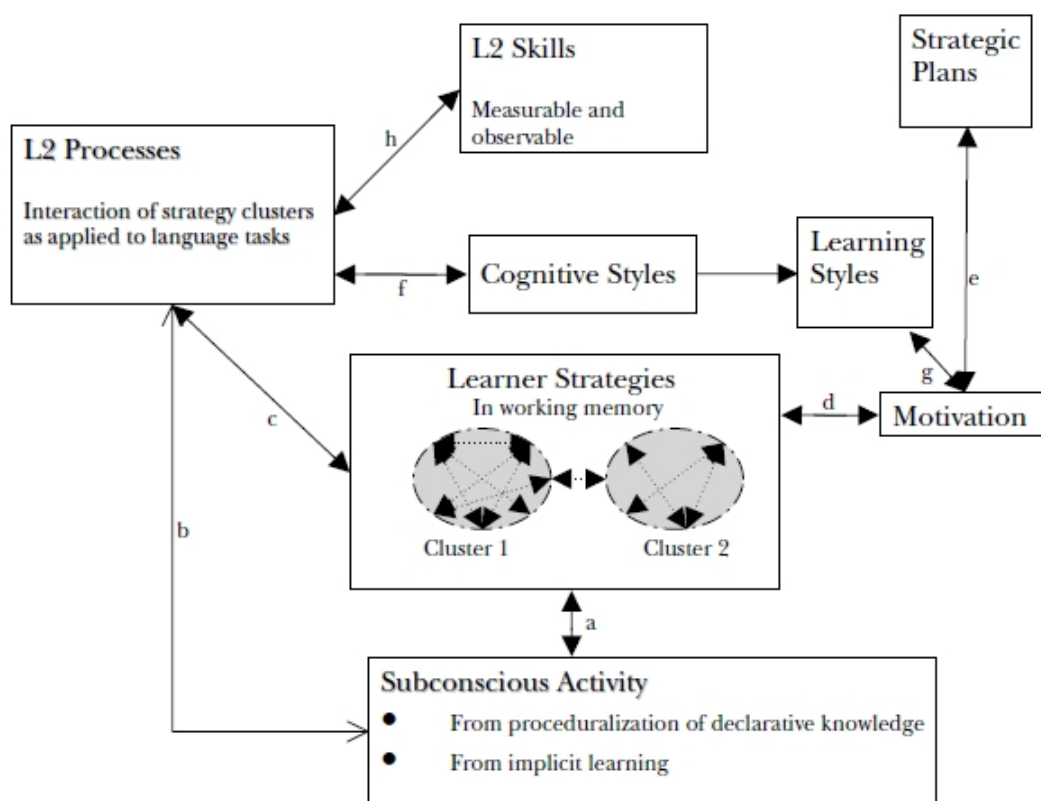 L2 Skills
Measurable and
observable
Strategic
Plans
h
L2 Processes
Interaction of strategy clusters
as applied to language tasks
f
Cognitive Styles
Learning
Styles
e
g
Learner Strategies
In working memory
d
Motivation
c
Cluster 1
Cluster 2
b
a
Subconscious Activity
● From proceduralization of declarative knowledge
● From implicit learning